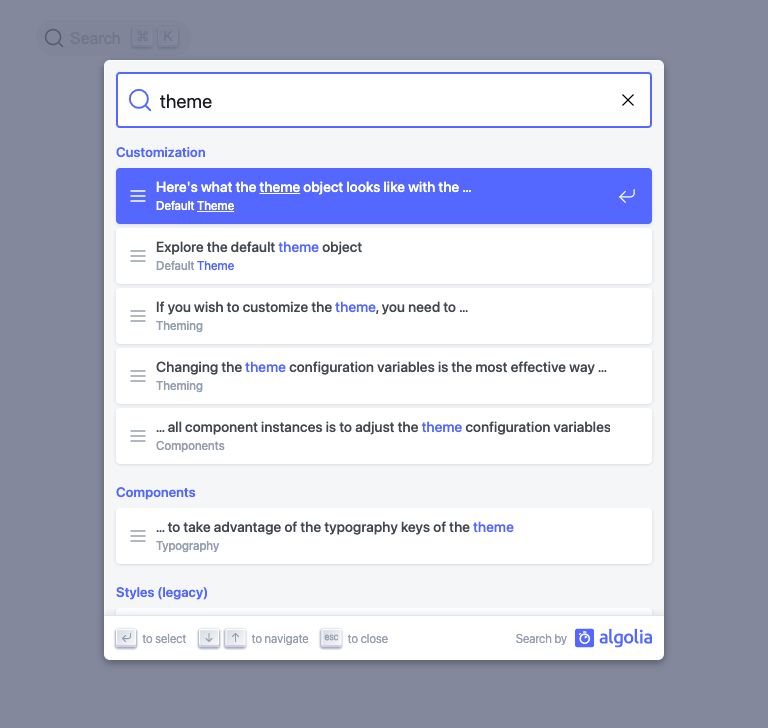 Search ⌘ K
theme
Customization
Here's what the theme object looks like with the ...
Default Theme
Explore the default theme object
Default Theme
If you wish to customize the theme, you need to ...
Theming
Changing the theme configuration variables is the most effective way ...
Theming
... all component instances is to adjust the theme configuration variables
Components
Components
... to take advantage of the typography keys of the theme
Typography
Styles (legacy)
to select ↓ ↑ to navigate esc to close Search by algolia